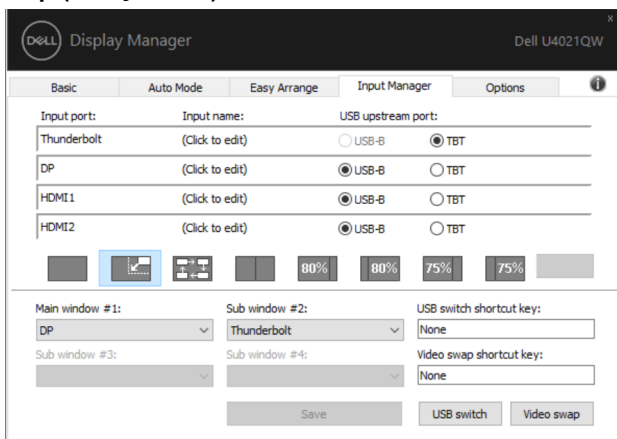 DELL Display Manager
x
Dell U4021QW
Basic Auto Mode Easy Arrange Input Manager Options
Input port: Input name: USB upstream port:
Thunderbolt (Click to edit) USB-B TBT
DP (Click to edit) USB-B TBT
HDMI1 (Click to edit) USB-B TBT
HDMI2 (Click to edit) USB-B TBT
80% 80% 75% 75%
Main window #1: Sub window #2: USB switch shortcut key:
DP Thunderbolt None
Sub window #3: Sub window #4: Video swap shortcut key:
None
Save USB switch Video swap